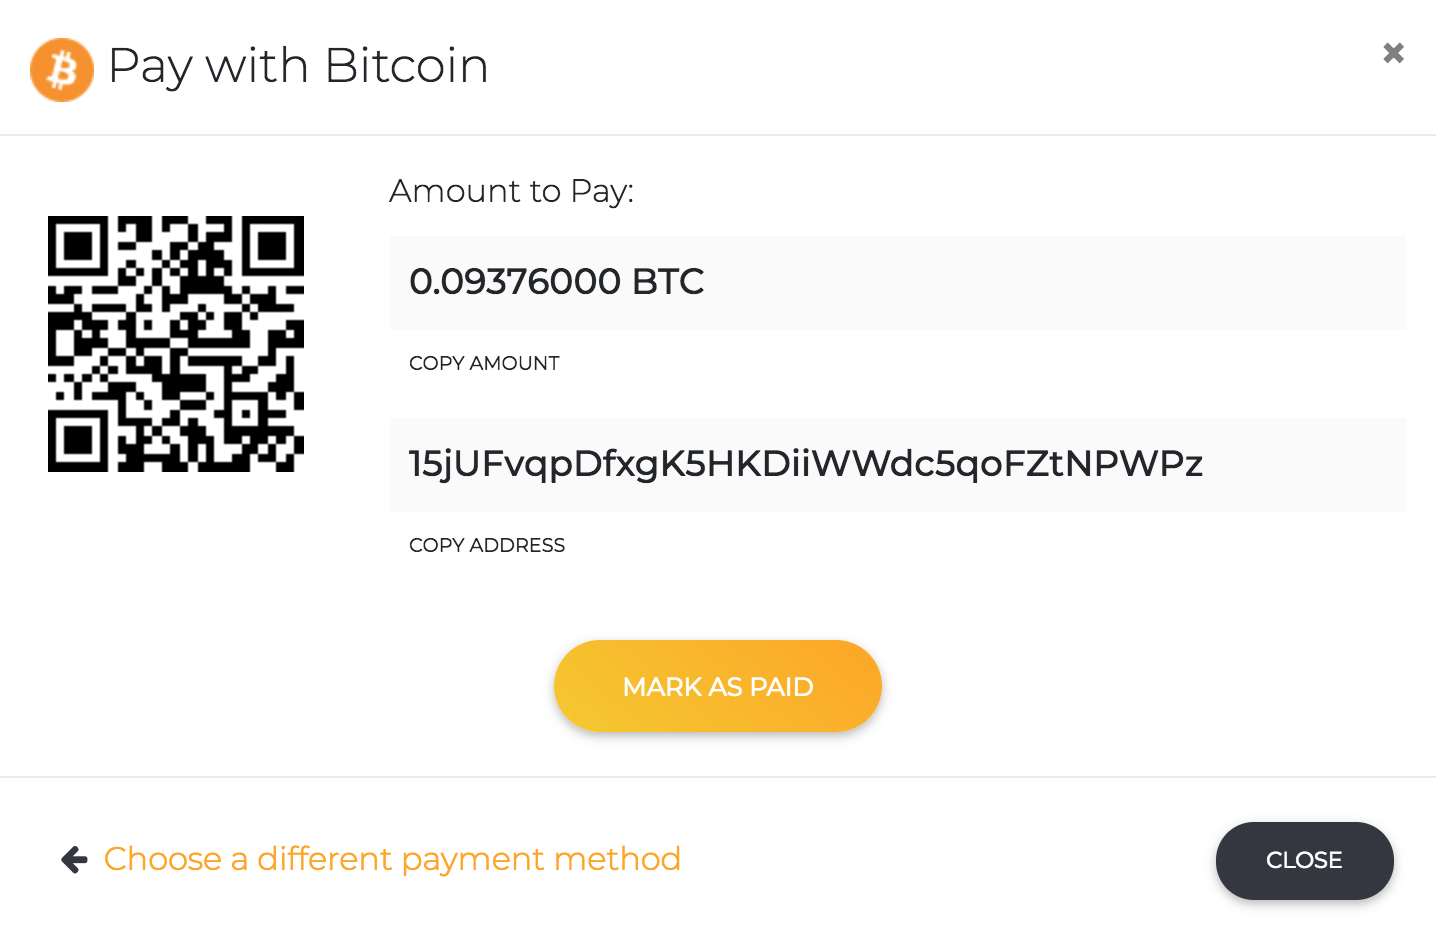 Pay with Bitcoin
Amount to Pay:
0.09376000 BTC
COPY AMOUNT
15jUFvqpDfxgK5HKDiiWWdc5qoFZtNPWPz
COPY ADDRESS
MARK AS PAID
Choose a different payment method
CLOSE